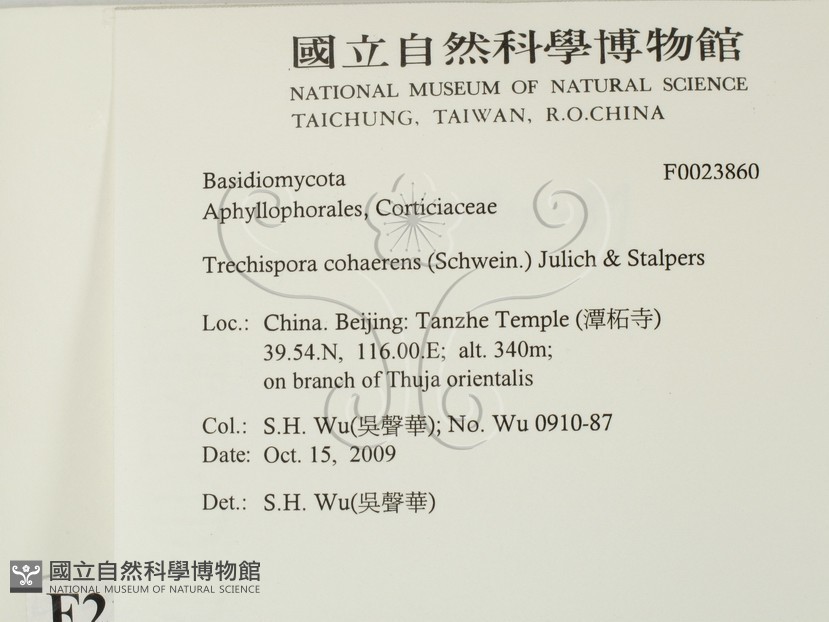 國立自然科學博物館
NATIONAL MUSEUM OF NATURAL SCIENCE
TAICHUNG, TAIWAN, R.O.CHINA
Basidiomycota F0023860
Aphyllophorales, Corticiaceae
Trechispora cohaerens (Schwein.) Julich & Stalpers
Loc.: China. Beijing: Tanzhe Temple (潭柘寺)
39.54.N, 116.00.E; alt. 340m;
on branch of Thuja orientalis
Col.: S.H. Wu(吳聲華); No. Wu 0910-87
Date: Oct. 15, 2009
Det.: S.H. Wu(吳聲華)
國立自然科學博物館
NATIONAL MUSEUM OF NATURAL SCIENCE